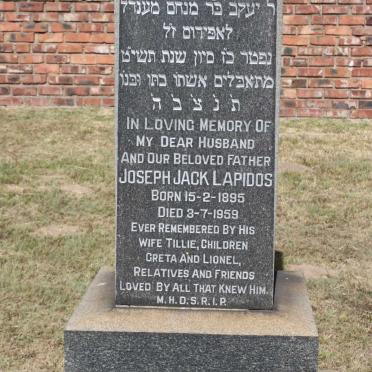 ר יעקב בר מנחם מענדל
לאפידום ז״ל
נפטר כ״ז סיון שנת תשי״ט
מתאבלים אשתו בתו ובנו
ת נ צ ב ה
IN LOVING MEMORY OF
MY DEAR HUSBAND
AND OUR BELOVED FATHER
JOSEPH JACK LAPIDOS
BORN 15-2-1895
DIED 3-7-1959
EVER REMEMBERED BY HIS
WIFE TILLIE, CHILDREN
GRETA AND LIONEL,
RELATIVES AND FRIENDS
LOVED BY ALL THAT KNEW HIM.
M.H.D.S.R.I.P.